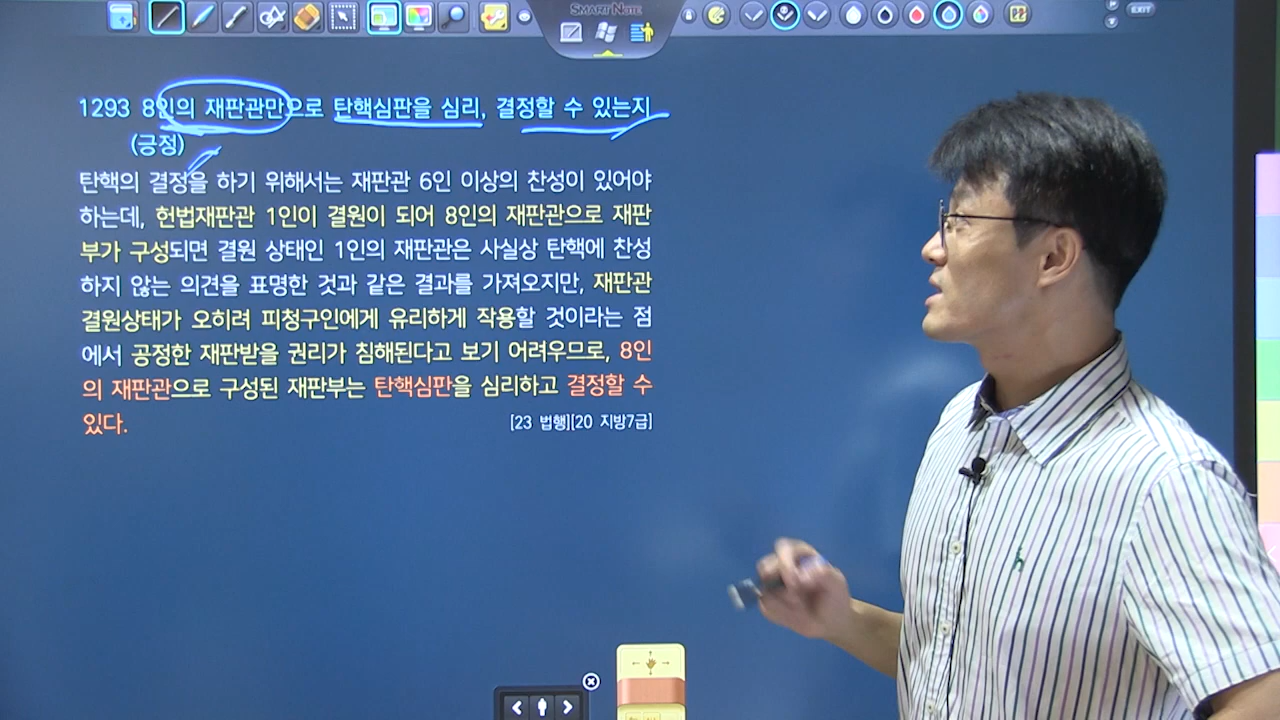 SMARTNOTE
EXIT
1293 8인의 재판관만으로 탄핵심판을 심리, 결정할 수 있는지
(긍정)
탄핵의 결정을 하기 위해서는 재판관 6인 이상의 찬성이 있어야
하는데, 헌법재판관 1인이 결원이 되어 8인의 재판관으로 재판
부가 구성되면 결원 상태인 1인의 재판관은 사실상 탄핵에 찬성
하지 않는 의견을 표명한 것과 같은 결과를 가져오지만, 재판관
결원상태가 오히려 피청구인에게 유리하게 작용할 것이라는 점
에서 공정한 재판받을 권리가 침해된다고 보기 어려우므로, 8인
의 재판관으로 구성된 재판부는 탄핵심판을 심리하고 결정할 수
있다.
[23 법행][20 지방7급]